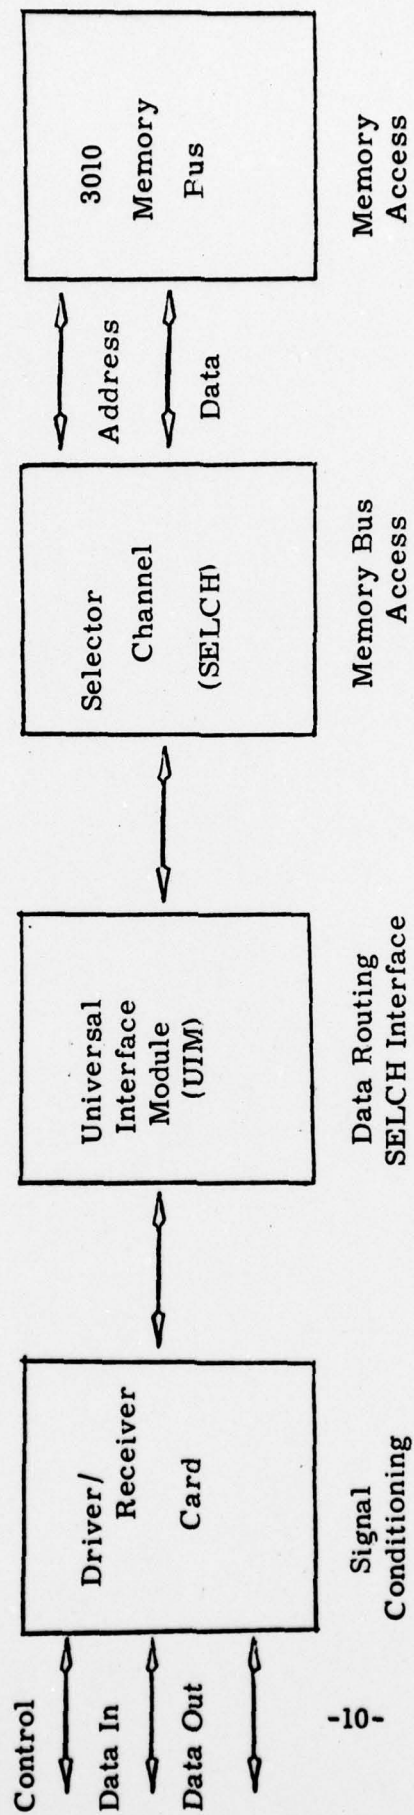 Control
Data In
Data Out
Driver/
Receiver
Card
Signal
Conditioning
Universal
Interface
Module
(UIM)
Data Routing
SELCH Interface
Selector
Channel
(SELCH)
Memory Bus
Access
Address
Data
3010
Memory
Bus
Memory
Access
-10-